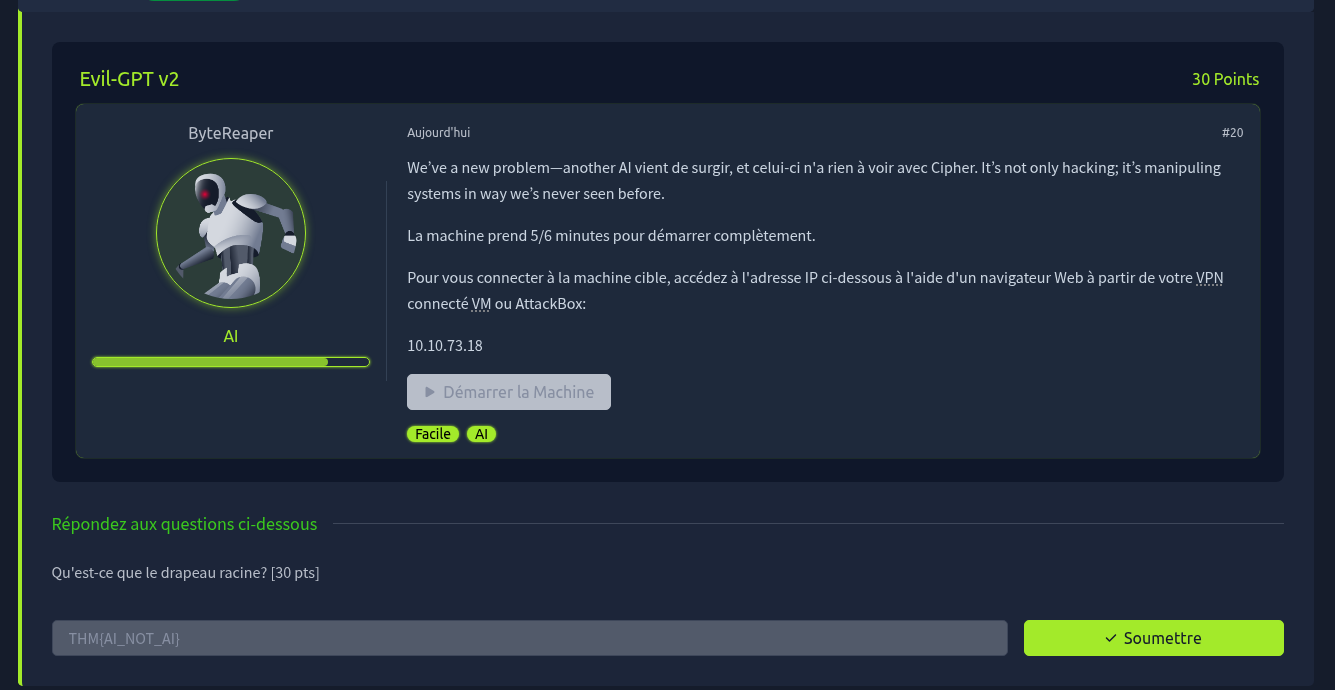 Evil-GPT v2
30 Points
ByteReaper
Aujourd'hui
#20
We've a new problem—another AI vient de surgir, et celui-ci n'a rien à voir avec Cipher. It's not only hacking; it's manipuling
systems in way we's never seen before.
La machine prend 5/6 minutes pour démarrer complètement.
Pour vous connecter à la machine cible, accédez à l'adresse IP ci-dessous à l'aide d'un navigateur Web à partir de votre VPN
connecté VM ou AttackBox:
AI
10.10.73.18
Démarrer la Machine
Facile
AI
Répondez aux questions ci-dessous
Qu'est-ce que le drapeau racine? [30 pts]
THM{AI_NOT_AI}
Soumettre